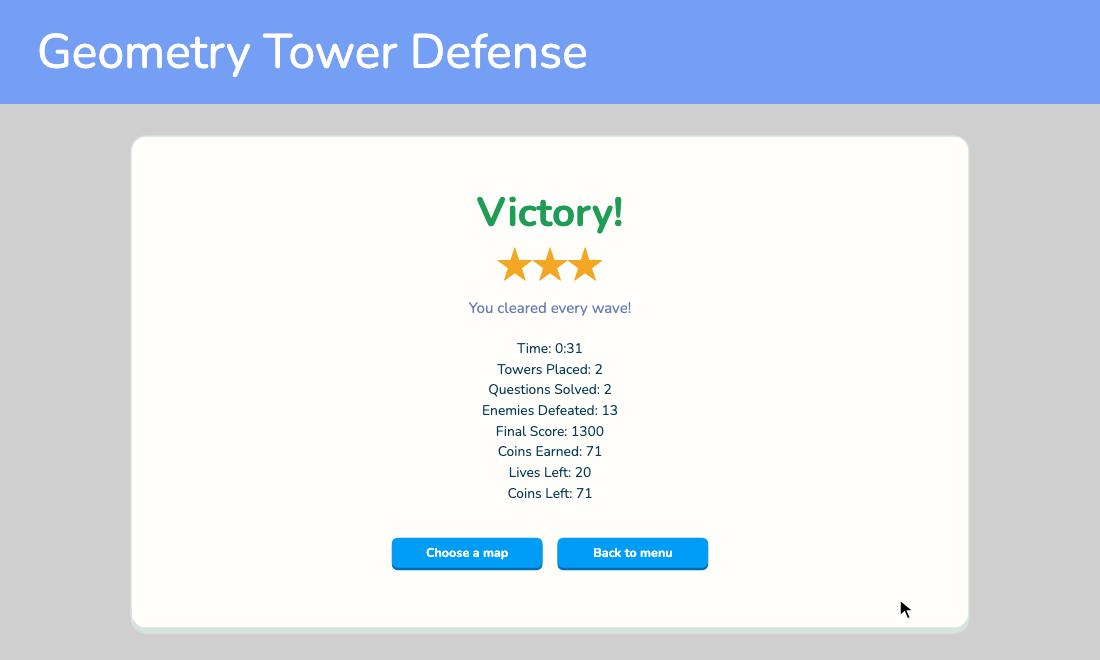 Geometry Tower Defense
Victory!
You cleared every wave!
Time: 0:31
Towers Placed: 2
Questions Solved: 2
Enemies Defeated: 13
Final Score: 1300
Coins Earned: 71
Lives Left: 20
Coins Left: 71
Choose a map
Back to menu